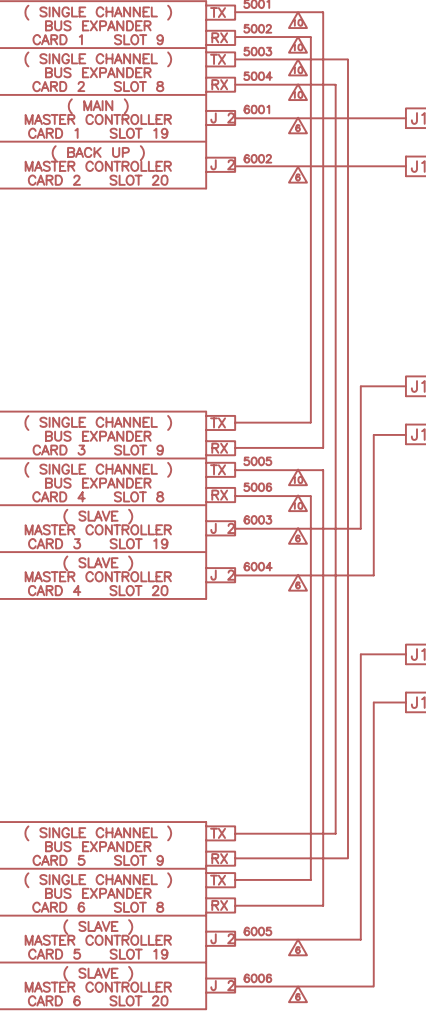 ( SINGLE CHANNEL ) TX 5001
BUS EXPANDER 10
CARD 1 SLOT 9 RX 5002
10
( SINGLE CHANNEL ) TX 5003
BUS EXPANDER 10
CARD 2 SLOT 8 RX 5004
10
( MAIN ) 6001
MASTER CONTROLLER J 2 J1
CARD 1 SLOT 19 6
( BACK UP ) 6002
MASTER CONTROLLER J 2 J1
CARD 2 SLOT 20 6
J1
( SINGLE CHANNEL ) TX
BUS EXPANDER J1
CARD 3 SLOT 9 RX
( SINGLE CHANNEL ) TX 5005
BUS EXPANDER 10
CARD 4 SLOT 8 RX 5006
10
( SLAVE ) 6003
MASTER CONTROLLER J 2
CARD 3 SLOT 19 6
( SLAVE ) 6004
MASTER CONTROLLER J 2
CARD 4 SLOT 20 6
J1
J1
( SINGLE CHANNEL ) TX
BUS EXPANDER
CARD 5 SLOT 9 RX
( SINGLE CHANNEL ) TX
BUS EXPANDER
CARD 6 SLOT 8 RX
( SLAVE ) 6005
MASTER CONTROLLER J 2
CARD 5 SLOT 19 6
( SLAVE ) 6006
MASTER CONTROLLER J 2
CARD 6 SLOT 20 6